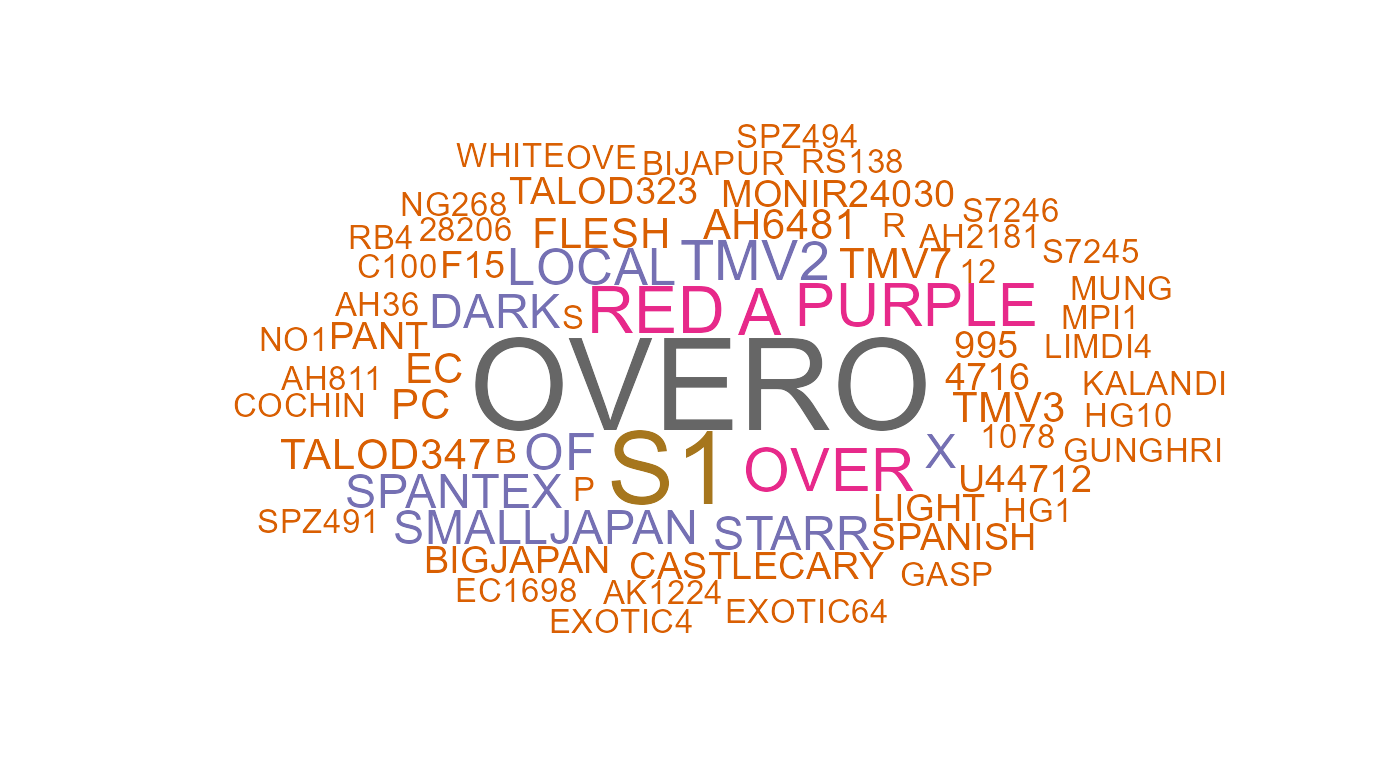 SPZ494
WHITE OVE BIJAPUR RS138
TALOD323 MONIR24030
NG268 28206 FLESH AH6481 R S7246
RB4 AH2181
C100 F15 LOCAL TMV2 TMV7 12 S7245
AH36 DARK S RED A PURPLE MUNG
MPI1
NO1 PANT 995 LIMDI4
AH811 EC OVERO 4716 KALANDI
COCHIN PC TMV3 HG10
1078
TALOD347 B OF S1 OVER X GUNGHRI
SPANTEX P U44712
SPZ491 SMALLJAPAN STARR LIGHT HG1
SPANISH
BIGJAPAN CASTLECARY GASP
EC1698 AK1224
EXOTIC4 EXOTIC64